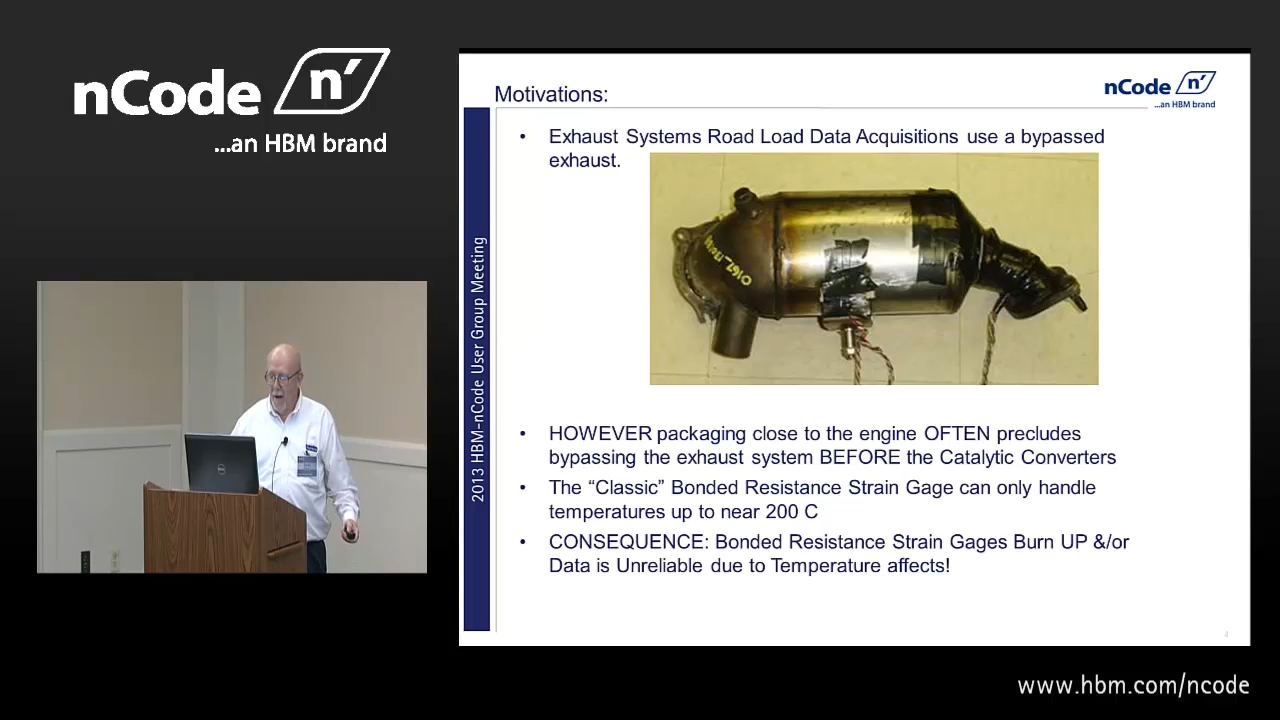 nCode n'
...an HBM brand
Motivations:
nCode n'
...an HBM brand
2013 HBM-nCode User Group Meeting
• Exhaust Systems Road Load Data Acquisitions use a bypassed
exhaust.
• HOWEVER packaging close to the engine OFTEN precludes
bypassing the exhaust system BEFORE the Catalytic Converters
• The “Classic” Bonded Resistance Strain Gage can only handle
temperatures up to near 200 C
• CONSEQUENCE: Bonded Resistance Strain Gages Burn UP &/or
Data is Unreliable due to Temperature affects!
4
www.hbm.com/ncode